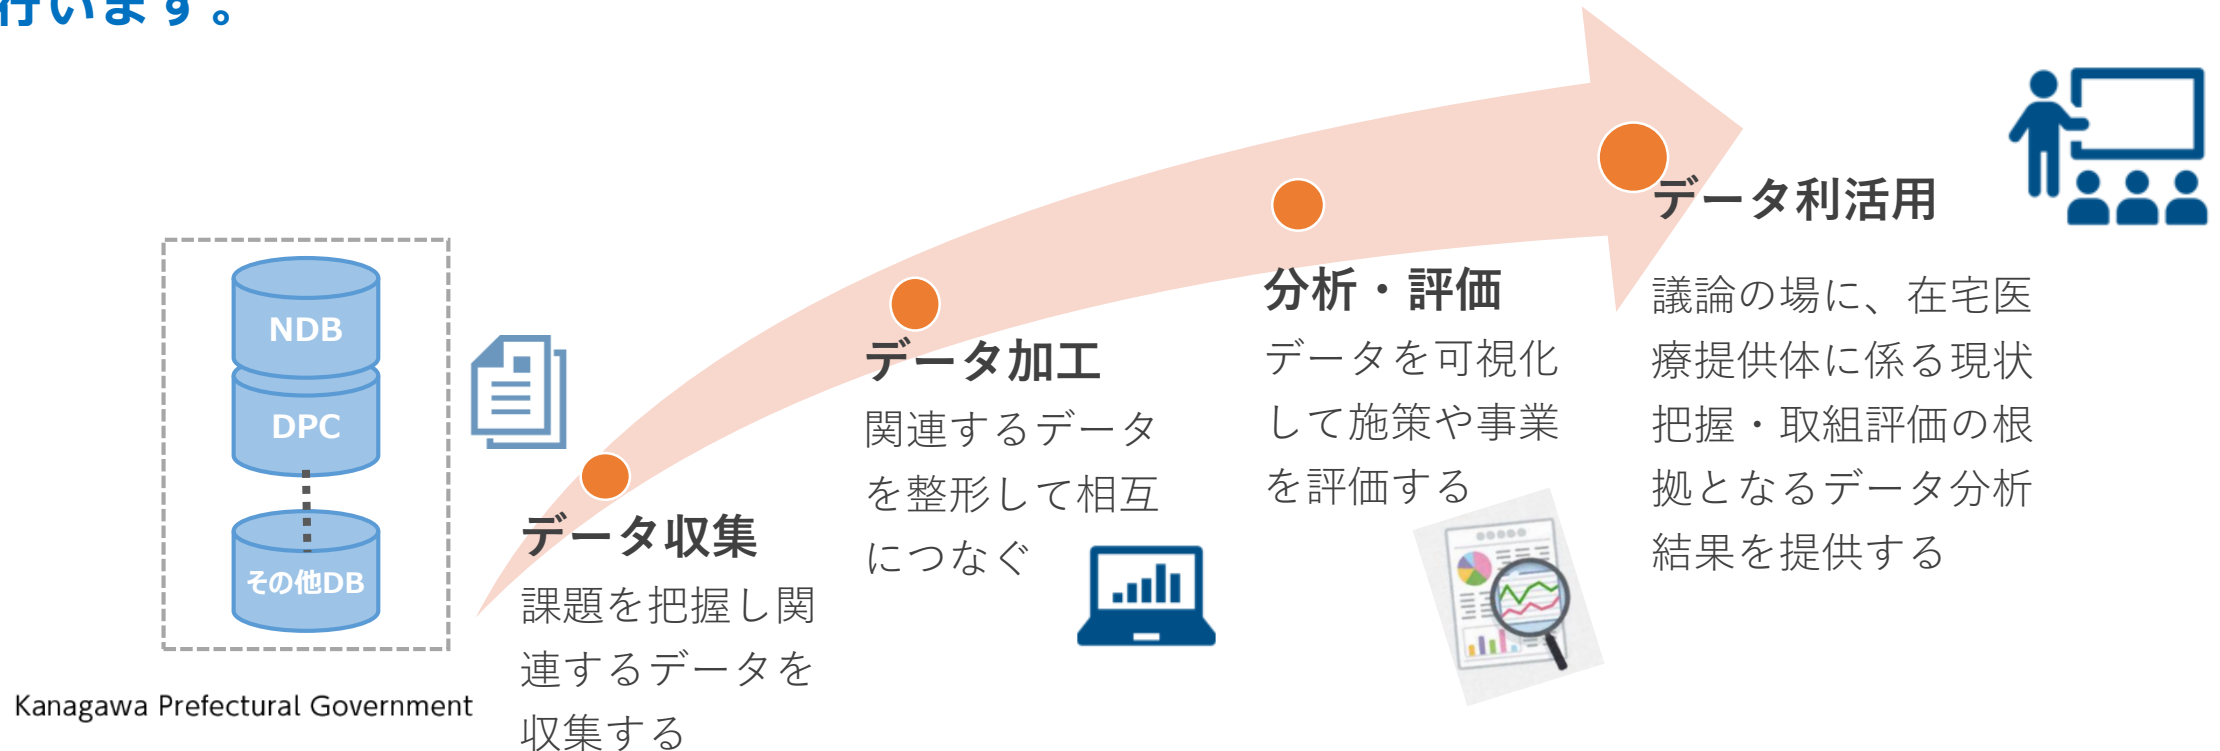 行います。
NDB
DPC
その他DB
データ収集
課題を把握し関
連するデータを
収集する
データ加工
関連するデータ
を整形して相互
につなぐ
分析・評価
データを可視化
して施策や事業
を評価する
データ利活用
議論の場に、在宅医
療提供体に係る現状
把握・取組評価の根
拠となるデータ分析
結果を提供する
Kanagawa Prefectural Government